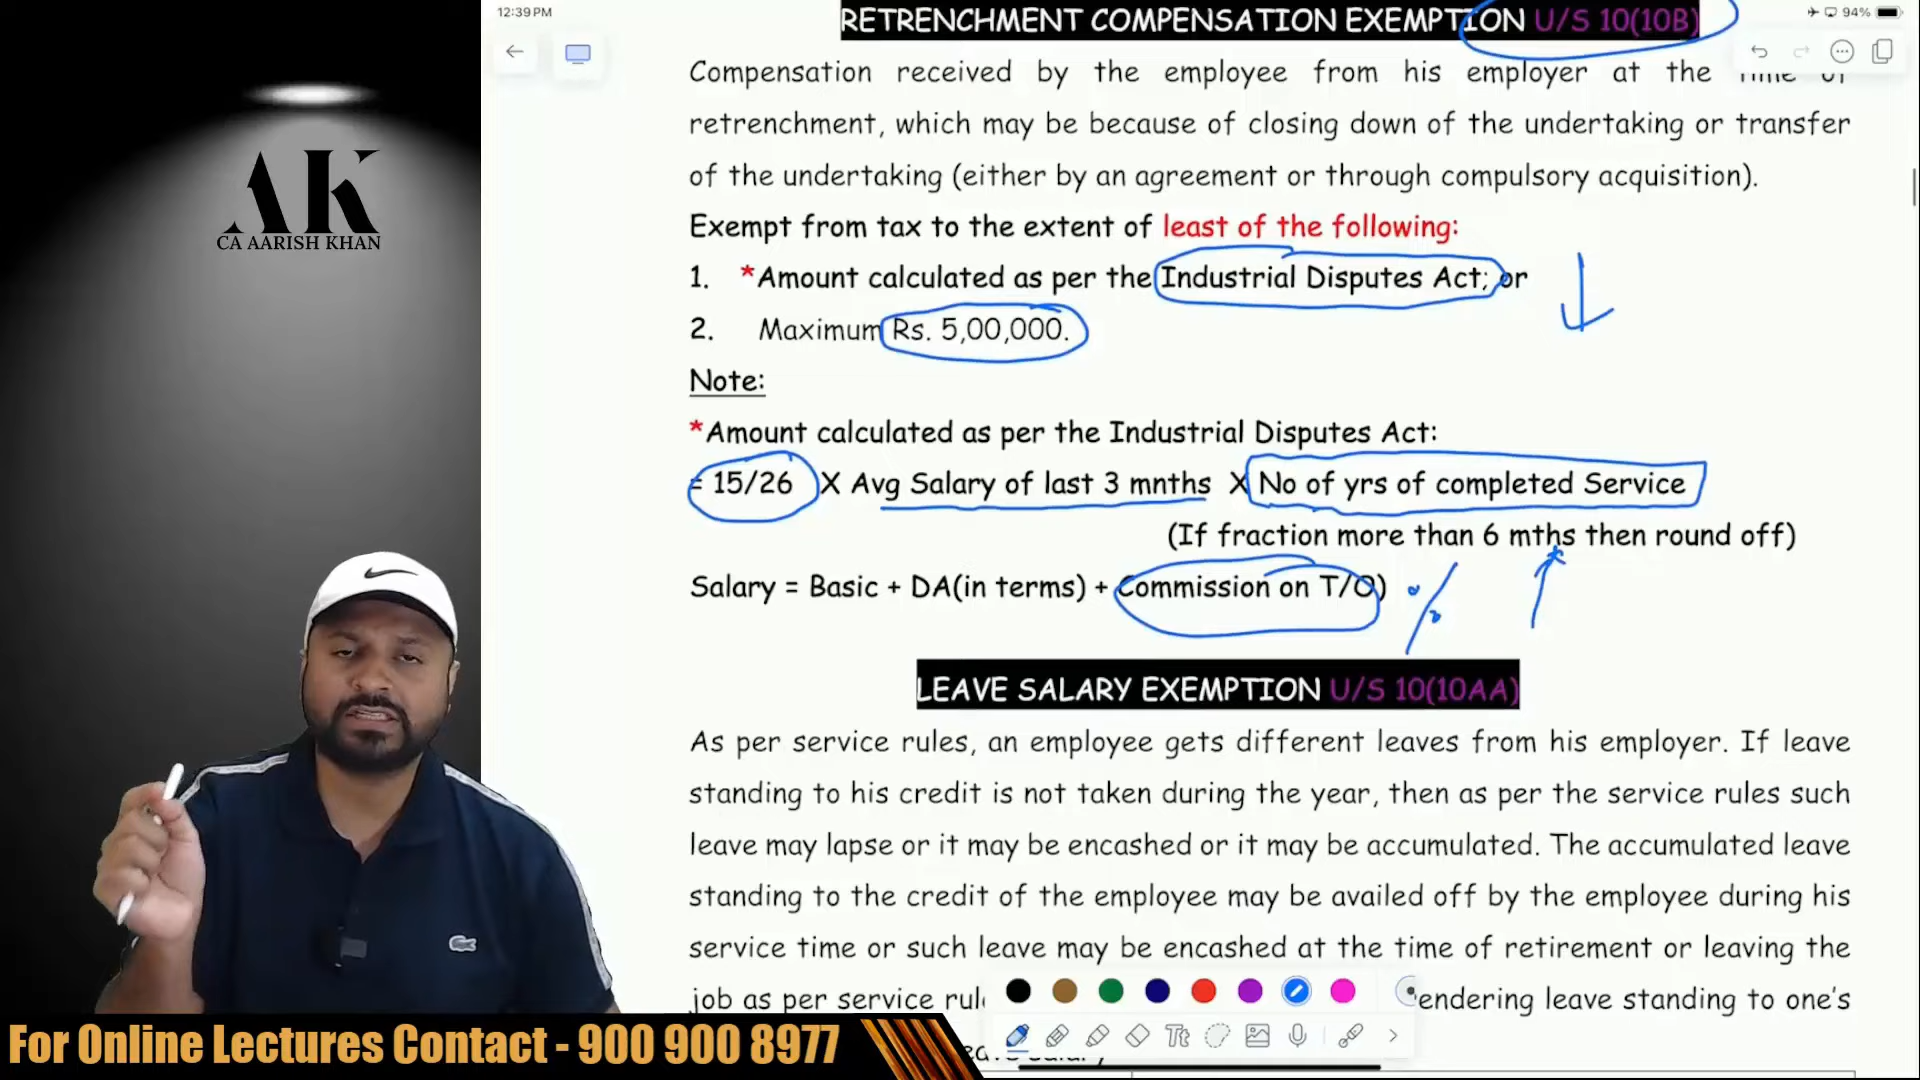 12:39 PM
94%
RETRENCHMENT COMPENSATION EXEMPTION U/S 10(10B)
Compensation received by the employee from his employer at the time of
retrenchment, which may be because of closing down of the undertaking or transfer
of the undertaking (either by an agreement or through compulsory acquisition).
Exempt from tax to the extent of least of the following:
1. *Amount calculated as per the Industrial Disputes Act; or
2. Maximum Rs. 5,00,000.
Note:
*Amount calculated as per the Industrial Disputes Act:
= 15/26 X Avg Salary of last 3 mnths X No of yrs of completed Service
(If fraction more than 6 mths then round off)
Salary = Basic + DA(in terms) + Commission on T/O) %
LEAVE SALARY EXEMPTION U/S 10(10AA)
As per service rules, an employee gets different leaves from his employer. If leave
standing to his credit is not taken during the year, then as per the service rules such
leave may lapse or it may be encashed or it may be accumulated. The accumulated leave
standing to the credit of the employee may be availed off by the employee during his
service time or such leave may be encashed at the time of retirement or leaving the
job as per service endering leave standing to one's
AK
CA AARISH KHAN
For Online Lectures Contact - 900 900 8977
Tt